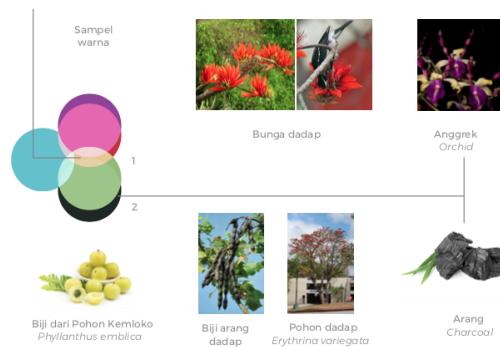 Sampel
warna
Bunga dadap
Anggrek
Orchid
1
2
Biji dari Pohon Kemloko
Phyllanthus emblica
Biji arang
dadap
Pohon dadap
Erythrina variegata
Arang
Charcoal